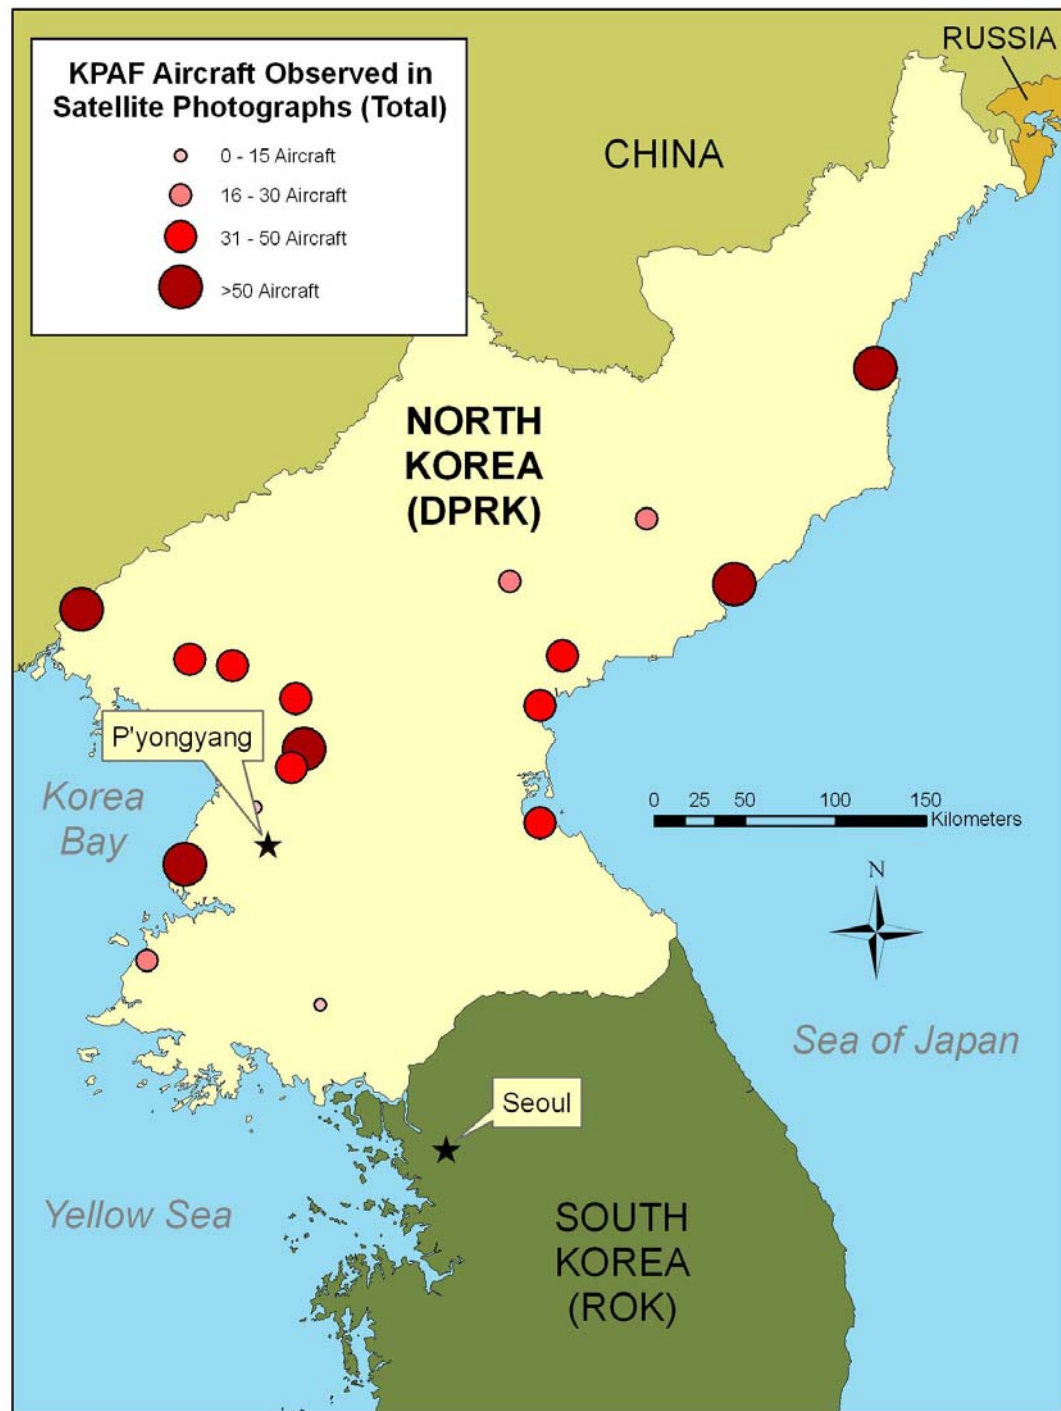 KPAF Aircraft Observed in
Satellite Photographs (Total)
0 - 15 Aircraft
16 - 30 Aircraft
31 - 50 Aircraft
>50 Aircraft
RUSSIA
CHINA
NORTH
KOREA
(DPRK)
P'yongyang
Korea
Bay
0 25 50 100 150
Kilometers
N
Sea of Japan
Seoul
Yellow Sea
SOUTH
KOREA
(ROK)